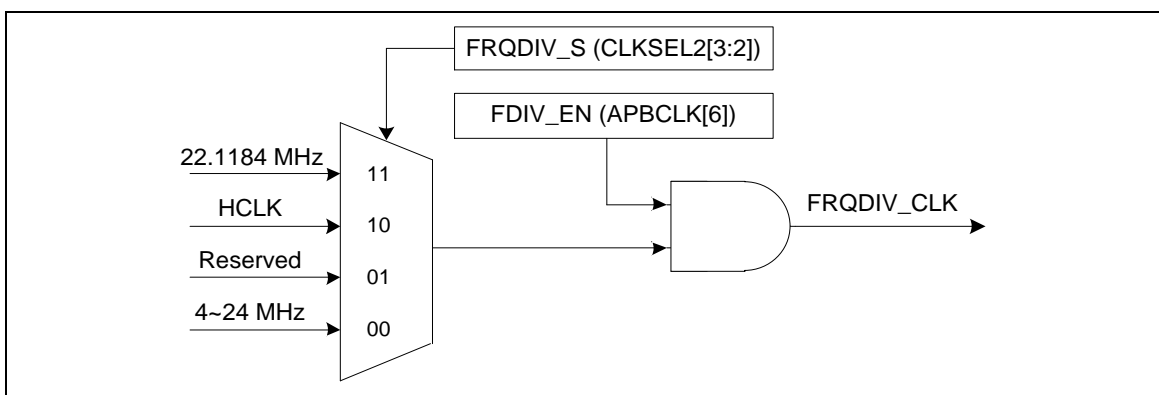 FRQDIV_S (CLKSEL2[3:2])
FDIV_EN (APBCLK[6])
22.1184 MHz
11
HCLK
10
FRQDIV_CLK
Reserved
01
4~24 MHz
00